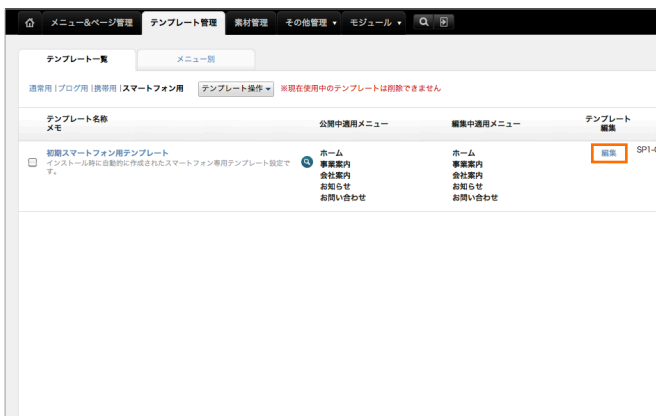 メニュー&ページ管理 テンプレート管理 素材管理 その他管理 ▼ モジュール ▼
テンプレート一覧 メニュー別
通常用 | ブログ用 | 携帯用 | スマートフォン用 テンプレート操作 ▼ ※現在使用中のテンプレートは削除できません
テンプレート名称
メモ
公開中適用メニュー 編集中適用メニュー テンプレート
編集
初期スマートフォン用テンプレート
インストール時に自動的に作成されたスマートフォン専用テンプレート設定で
す。
ホーム
事業案内
会社案内
お知らせ
お問い合わせ
ホーム
事業案内
会社案内
お知らせ
お問い合わせ
編集
SP1-